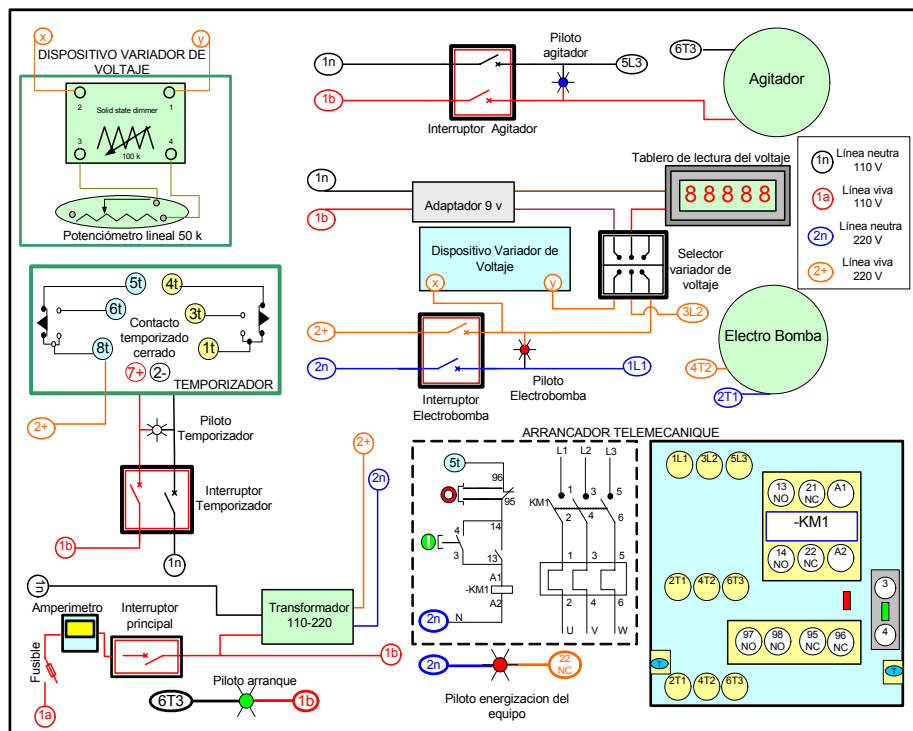 x
y
DISPOSITIVO VARIADOR DE
VOLTAJE
2
1
Solid state dimmer
100 k
3
4
Potenciómetro lineal 50 k
1n
1b
Interruptor Agitador
Piloto
agitador
5L3
6T3
Agitador
1n
1b
Adaptador 9 v
Tablero de lectura del voltaje
88888
Selector
variador de
voltaje
Dispositivo Variador de
Voltaje
x
y
3L2
2+
2n
Interruptor
Electrobomba
Piloto
Electrobomba
1L1
1n
Línea neutra
110 V
1a
Línea viva
110 V
2n
Línea neutra
220 V
2+
Línea viva
220 V
Electro Bomba
4T2
2T1
5t
4t
6t
3t
8t
1t
Contacto
temporizado
cerrado
7+
2-
TEMPORIZADOR
2+
Piloto
Temporizador
Interruptor
Temporizador
1b
1n
1n
Amperimetro
Interruptor
principal
Fusible
1a
Transformador
110-220
2+
2n
1b
Piloto arranque
6T3
1b
ARRANCADOR TELEMECANIQUE
5t
96
95
14
4
3
13
A1
-KM1
A2
2n
N
L1
L2
L3
1
3
5
KM1
2
4
6
1
3
5
2
4
6
U
V
W
2n
22
NC
Piloto energizacion del
equipo
1L1
3L2
5L3
13
NO
21
NC
A1
-KM1
14
NO
22
NC
A2
2T1
4T2
6T3
3
4
97
NO
98
NO
95
NC
96
NC
T
T
2T1
4T2
6T3